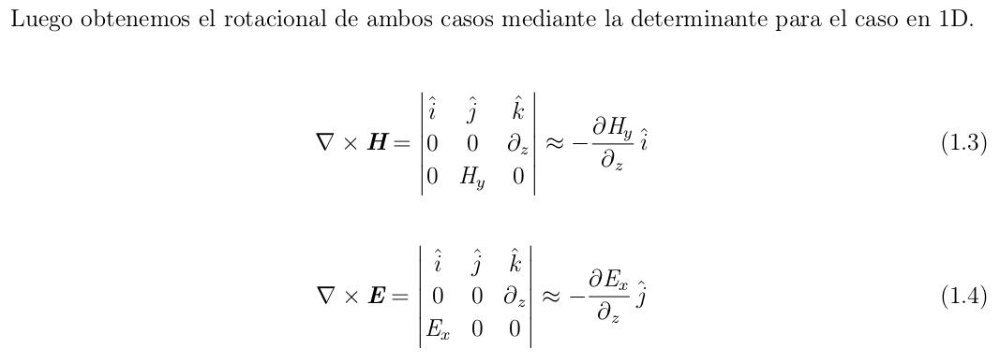 Luego obtenemos el rotacional de ambos casos mediante la determinante para el caso en 1D.
∇ × H = | î ĵ k̂ ; 0 0 ∂z ; 0 Hy 0 | ≈ −∂Hy/∂z î (1.3)
∇ × E = | î ĵ k̂ ; 0 0 ∂z ; Ex 0 0 | ≈ −∂Ex/∂z ĵ (1.4)